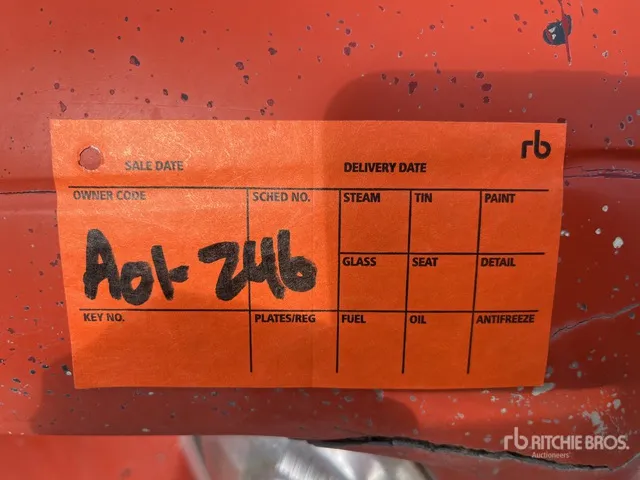 rb
SALE DATE DELIVERY DATE
OWNER CODE SCHED NO. STEAM TIN PAINT
Aot-246
GLASS SEAT DETAIL
KEY NO. PLATES/REG FUEL OIL ANTIFREEZE
rb RITCHIE BROS.
Auctioneers